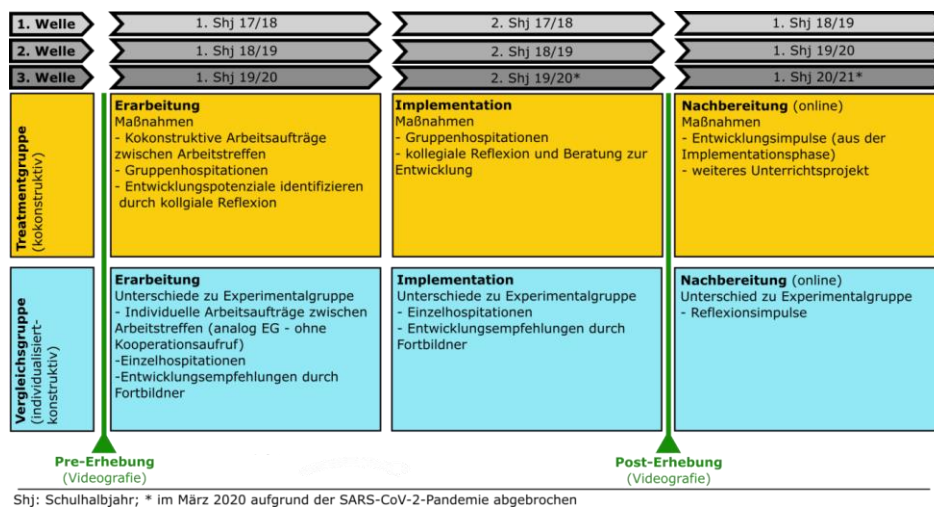 1. Welle 1. Shj 17/18 2. Shj 17/18 1. Shj 18/19
2. Welle 1. Shj 18/19 2. Shj 18/19 1. Shj 19/20
3. Welle 1. Shj 19/20 2. Shj 19/20* 1. Shj 20/21*
Treatmentgruppe
(kokonstruktiv)
Erarbeitung
Maßnahmen
- Kokonstruktive Arbeitsaufträge
zwischen Arbeitstreffen
- Gruppenhospitationen
- Entwicklungspotenziale identifizieren
durch kollgiale Reflexion
Implementation
Maßnahmen
- Gruppenhospitationen
- kollegiale Reflexion und Beratung zur
Entwicklung
Nachbereitung (online)
Maßnahmen
- Entwicklungsimpulse (aus der
Implementationsphase)
- weiteres Unterrichtsprojekt
Vergleichsgruppe
(individualisiert-
konstruktiv)
Erarbeitung
Unterschiede zu Experimentalgruppe
- Individuelle Arbeitsaufträge zwischen
Arbeitstreffen (analog EG - ohne
Kooperationsaufruf)
-Einzelhospitationen
-Entwicklungsempfehlungen durch
Fortbildner
Implementation
Unterschiede zu Experimentalgruppe
- Einzelhospitationen
- Entwicklungsempfehlungen durch
Fortbildner
Nachbereitung (online)
Unterschied zu Experimentalgruppe
- Reflexionsimpulse
Pre-Erhebung
(Videografie)
Post-Erhebung
(Videografie)
Shj: Schulhalbjahr; * im März 2020 aufgrund der SARS-CoV-2-Pandemie abgebrochen